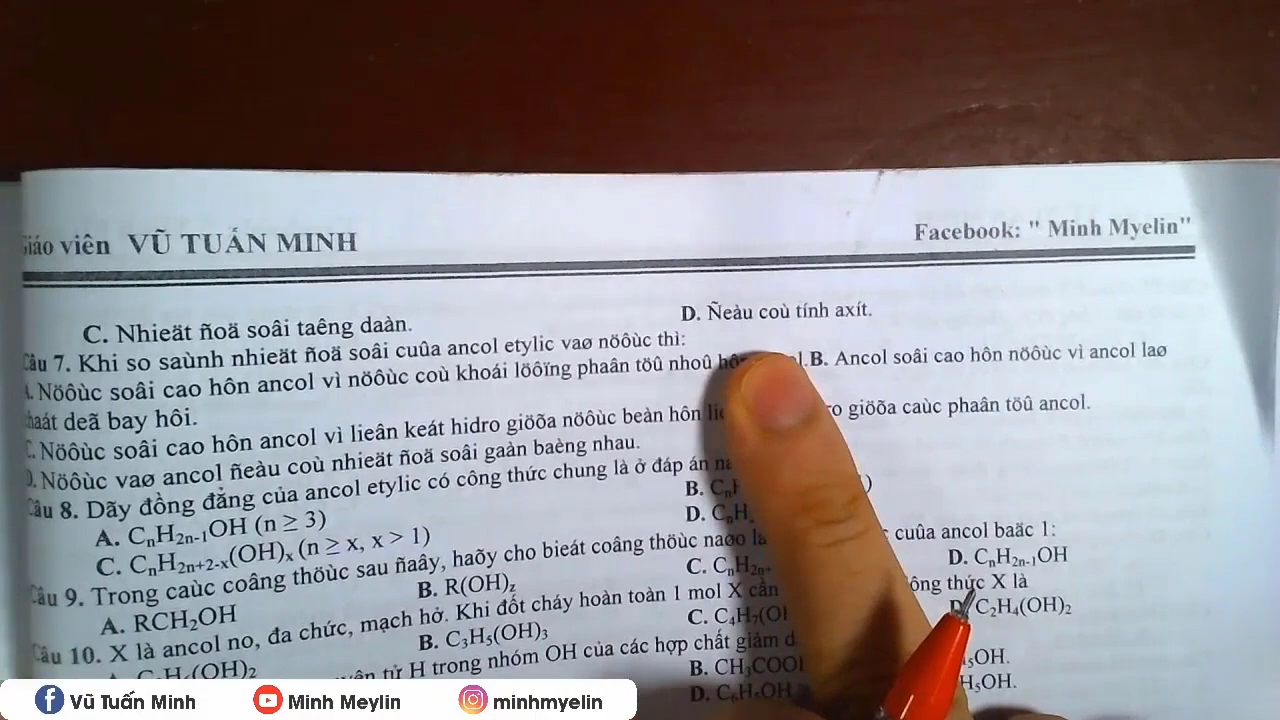 Giáo viên VŨ TUẤN MINH Facebook: " Minh Myelin"
C. Nhieät ñoä soâi taêng daàn. D. Ñeàu coù tính axít.
Câu 7. Khi so saùnh nhieät ñoä soâi cuûa ancol etylic vaø nöôùc thì:
A. Nöôùc soâi cao hôn ancol vì nöôùc coù khoái löôïng phaân töû nhoû B. Ancol soâi cao hôn nöôùc vì ancol laø
chaát deã bay hôi.
C. Nöôùc soâi cao hôn ancol vì lieân keát hidro giöõa nöôùc beàn hôn giöõa caùc phaân töû ancol.
D. Nöôùc vaø ancol ñeàu coù nhieät ñoä soâi gaàn baèng nhau.
Câu 8. Dãy đồng đẳng của ancol etylic có công thức chung là ở đáp án
A. CnH2n-1OH (n ≥ 3) B.
C. CnH2n+2-x(OH)x (n ≥ x, x > 1) D.
Câu 9. Trong caùc coâng thöùc sau ñaây, haõy cho bieát coâng thöùc naøo cuûa ancol baäc 1:
A. RCH2OH B. R(OH)z C. D. CnH2n-1OH
Câu 10. X là ancol no, đa chức, mạch hở. Khi đốt cháy hoàn toàn 1 mol X cần thức X là
B. C3H5(OH)3 C. D. C2H4(OH)2
tử H trong nhóm OH của các hợp chất giảm
B.
D.
Vũ Tuấn Minh Minh Meylin minhmyelin